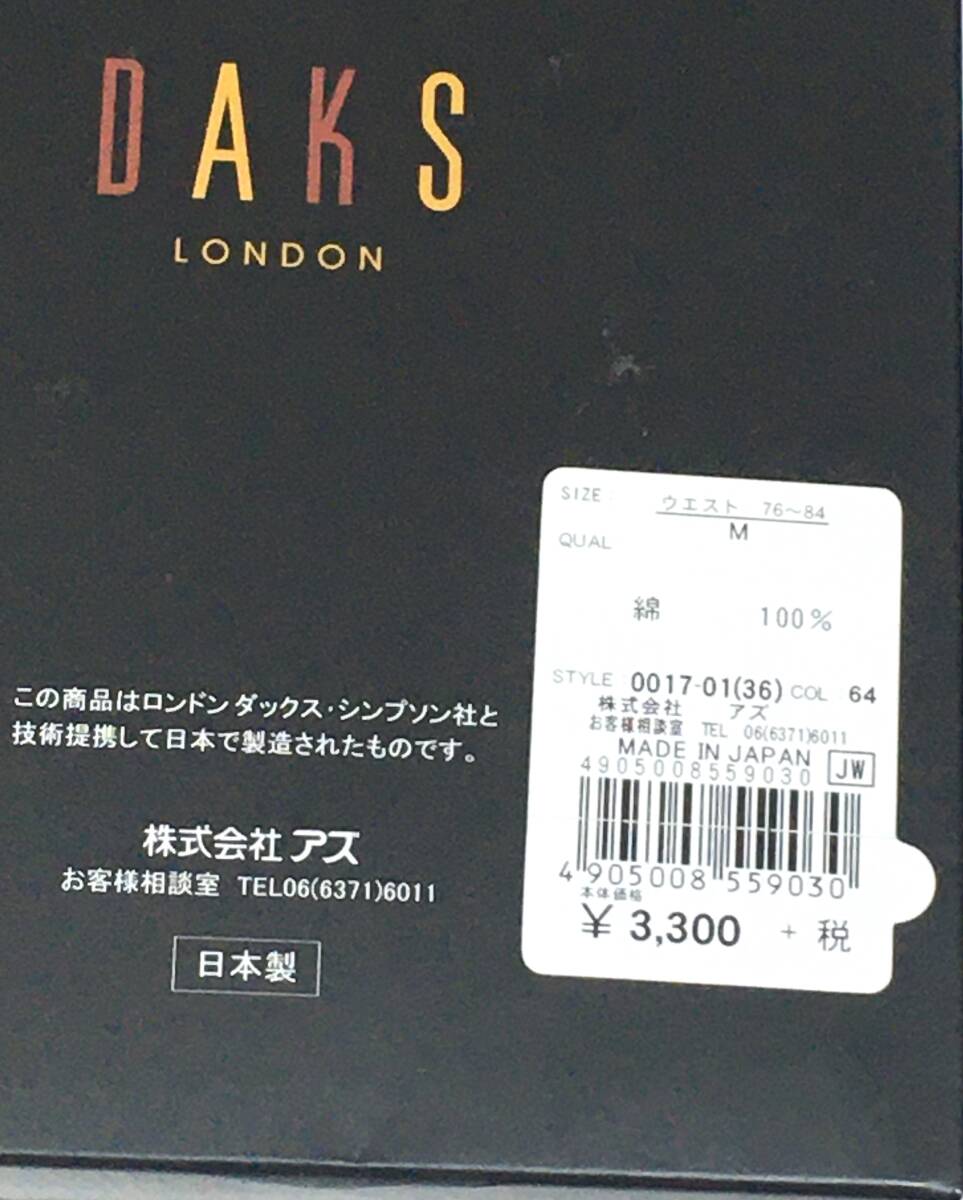 DAKS
LONDON
この商品はロンドンダックス・シンプソン社と
技術提携して日本で製造されたものです。
株式会社アズ
お客様相談室 TEL06(6371)6011
日本製
SIZE: ウエスト 76～84
M
QUAL
綿 100%
STYLE: 0017-01(36) COL: 64
株式会社 アズ
お客様相談室 TEL 06(6371)6011
MADE IN JAPAN JW
4905008559030
4 905008 559030
本体価格
¥ 3,300 + 税